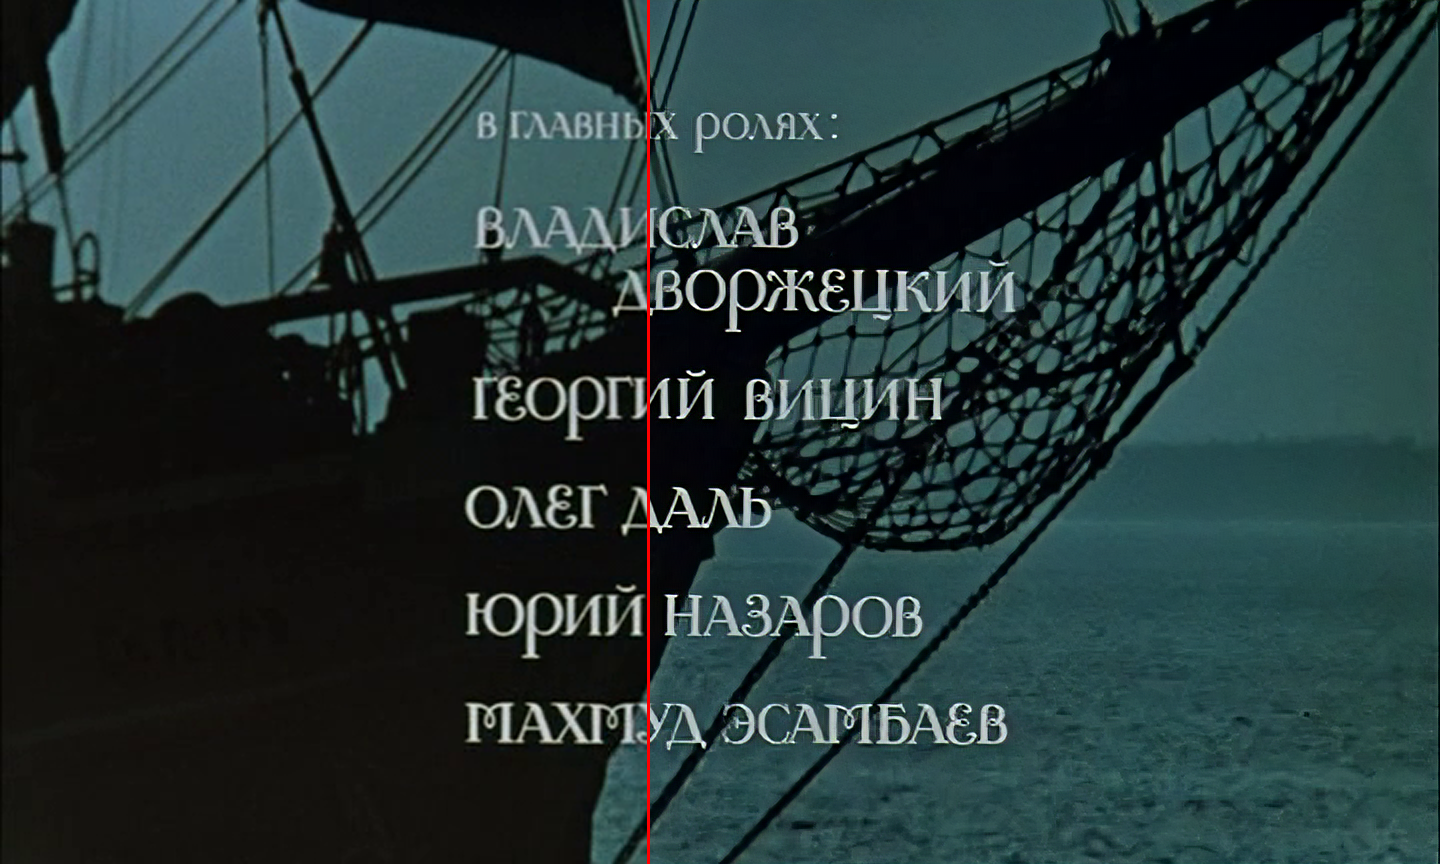 В ГЛАВНЫХ РОЛЯХ:
ВЛАДИСЛАВ
ДВОРЖЕЦКИЙ
ГЕОРГИЙ ВИЦИН
ОЛЕГ ДАЛЬ
ЮРИЙ НАЗАРОВ
МАХМУД ЭСАМБАЕВ